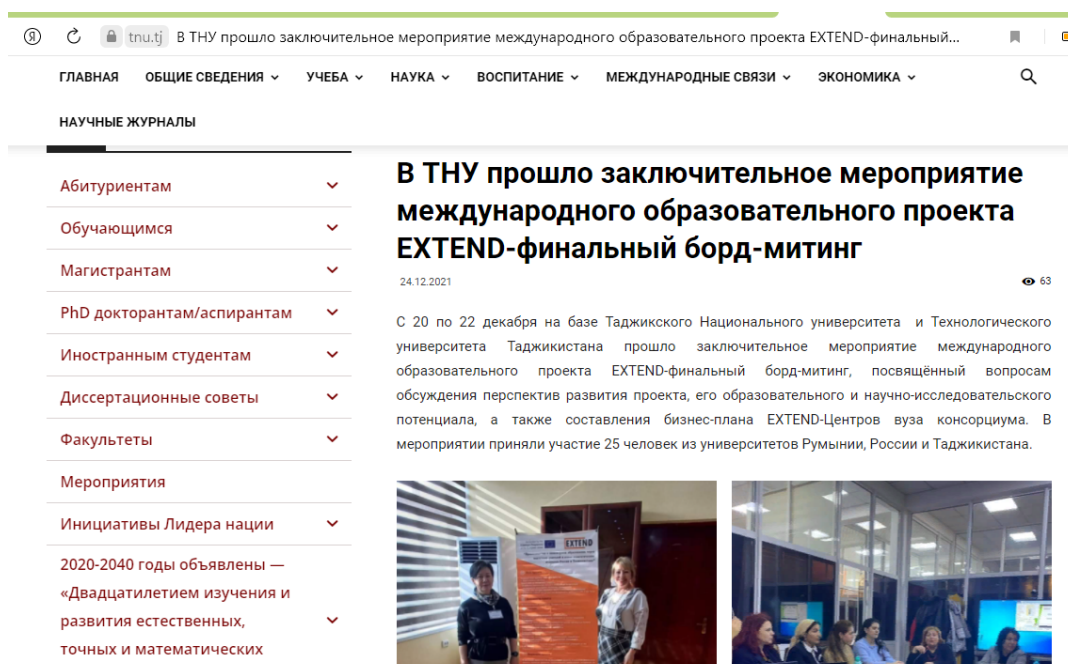 tnu.tj В ТНУ прошло заключительное мероприятие международного образовательного проекта EXTEND-финальный...
ГЛАВНАЯ ОБЩИЕ СВЕДЕНИЯ УЧЕБА НАУКА ВОСПИТАНИЕ МЕЖДУНАРОДНЫЕ СВЯЗИ ЭКОНОМИКА
НАУЧНЫЕ ЖУРНАЛЫ
Абитуриентам
Обучающимся
Магистрантам
PhD докторантам/аспирантам
Иностранным студентам
Диссертационные советы
Факультеты
Мероприятия
Инициативы Лидера нации
2020-2040 годы объявлены —
«Двадцатилетием изучения и
развития естественных,
точных и математических
В ТНУ прошло заключительное мероприятие
международного образовательного проекта
EXTEND-финальный борд-митинг
24.12.2021
63
С 20 по 22 декабря на базе Таджикского Национального университета и Технологического
университета Таджикистана прошло заключительное мероприятие международного
образовательного проекта EXTEND-финальный борд-митинг, посвящённый вопросам
обсуждения перспектив развития проекта, его образовательного и научно-исследовательского
потенциала, а также составления бизнес-плана EXTEND-Центров вуза консорциума. В
мероприятии приняли участие 25 человек из университетов Румынии, России и Таджикистана.
EXTEND